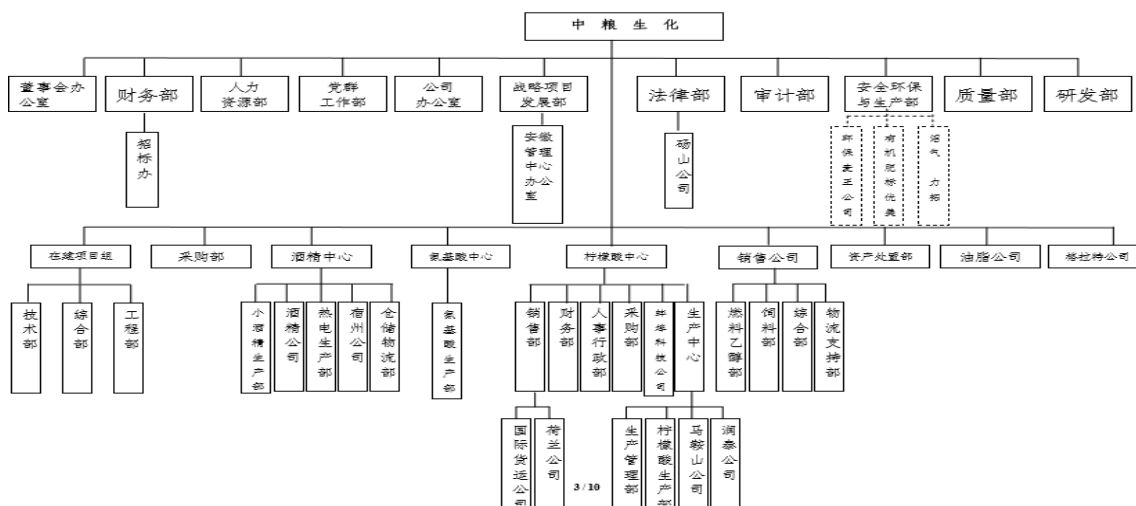 中粮生化
董事会办
公室
财务部
人力
资源部
党群
工作部
公司
办公室
战略项目
发展部
法律部
审计部
安全环保
与生产部
质量部
研发部
招标办
安徽管理中心办公室
砀山公司
环保麦王公司
有机肥标优美
沼气 力拓
在建项目组
采购部
酒精中心
氨基酸中心
柠檬酸中心
销售公司
资产处置部
油脂公司
格拉特公司
技术部
综合部
工程部
小酒精生产部
酒精公司
热电生产部
宿州公司
仓储物流部
氨基酸生产部
销售部
财务部
人事行政部
采购部
蚌埠科技公司
生产中心
燃料乙醇部
饲料部
综合部
物流支持部
国际货运公司
荷兰公司
生产管理部
柠檬酸生产部
马鞍山公司
润泰公司
3 / 10